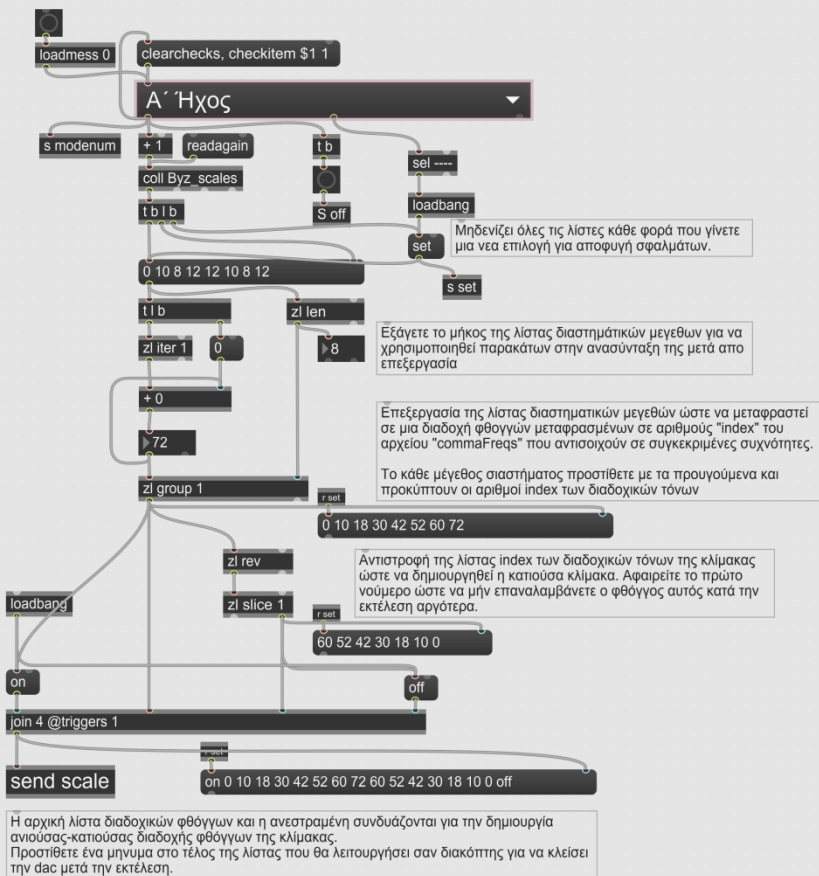 loadmess 0
clearchecks, checkitem $1 1
Α΄ Ήχος
s modenum
+ 1
readagain
t b
sel ----
coll Byz_scales
loadbang
t b l b
S off
set
Μηδενίζει όλες τις λίστες κάθε φορά που γίνετε
μια νεα επιλογή για αποφυγή σφαλμάτων.
0 10 8 12 12 10 8 12
s set
t l b
zl len
zl iter 1
0
8
Εξάγετε το μήκος της λίστας διαστημάτικών μεγεθων για να
χρησιμοποιηθεί παρακάτων στην ανασύνταξη της μετά απο
επεξεργασία
+ 0
72
Επεξεργασία της λίστας διαστηματικών μεγεθών ώστε να μεταφραστεί
σε μια διαδοχή φθογγών μεταφρασμένων σε αριθμούς "index" του
αρχείου "commaFreqs" που αντισοιχούν σε συγκεκριμένες συχνότητες.
Το κάθε μέγεθος σιαστήματος προστίθετε με τα προυγούμενα και
προκύπτουν οι αριθμοί index των διαδοχικών τόνων
zl group 1
r set
0 10 18 30 42 52 60 72
zl rev
Αντιστροφή της λίστας index των διαδοχικών τόνων της κλίμακας
ώστε να δημιουργηθεί η κατιούσα κλίμακα. Αφαιρείτε το πρώτο
νούμερο ώστε να μήν επαναλαμβάνετε ο φθόγγος αυτός κατά την
εκτέλεση αργότερα.
loadbang
zl slice 1
r set
60 52 42 30 18 10 0
on
off
join 4 @triggers 1
r set
send scale
on 0 10 18 30 42 52 60 72 60 52 42 30 18 10 0 off
Η αρχική λίστα διαδοχικών φθόγγων και η ανεστραμένη συνδυάζονται για την δημιουργία
ανιούσας-κατιούσας διαδοχής φθόγγων της κλίμακας.
Προστίθετε ένα μηνυμα στο τέλος της λίστας που θα λειτουργήσει σαν διακόπτης για να κλείσει
την dac μετά την εκτέλεση.